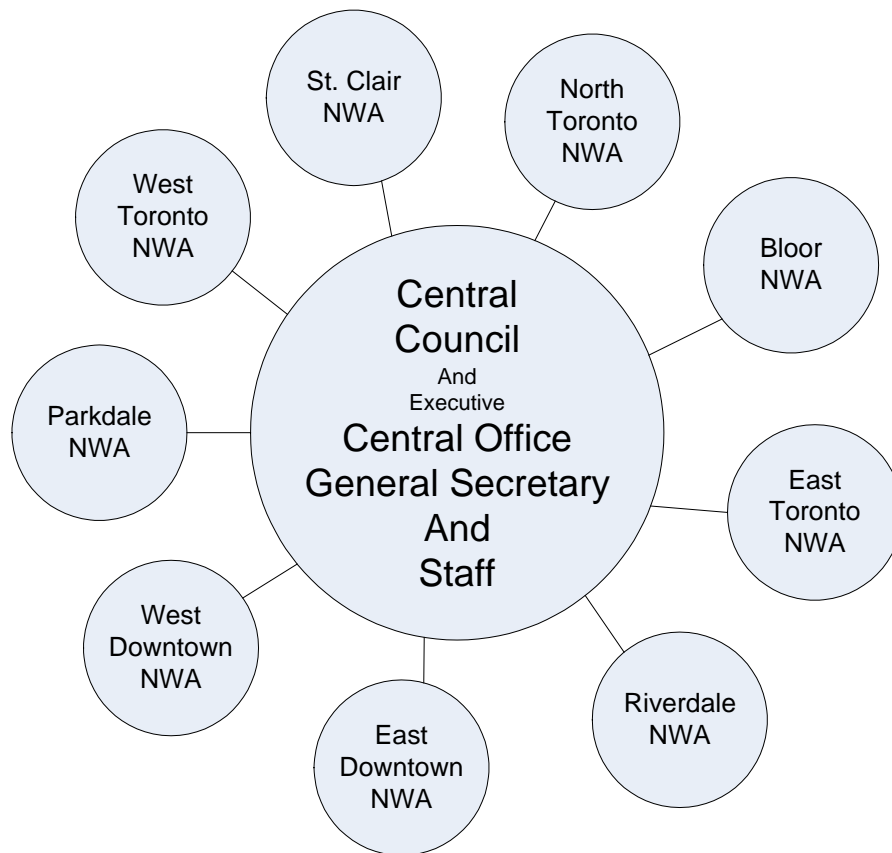 St. Clair
NWA
North
Toronto
NWA
West
Toronto
NWA
Bloor
NWA
Central
Council
And
Executive
Central Office
General Secretary
And
Staff
Parkdale
NWA
East
Toronto
NWA
West
Downtown
NWA
Riverdale
NWA
East
Downtown
NWA